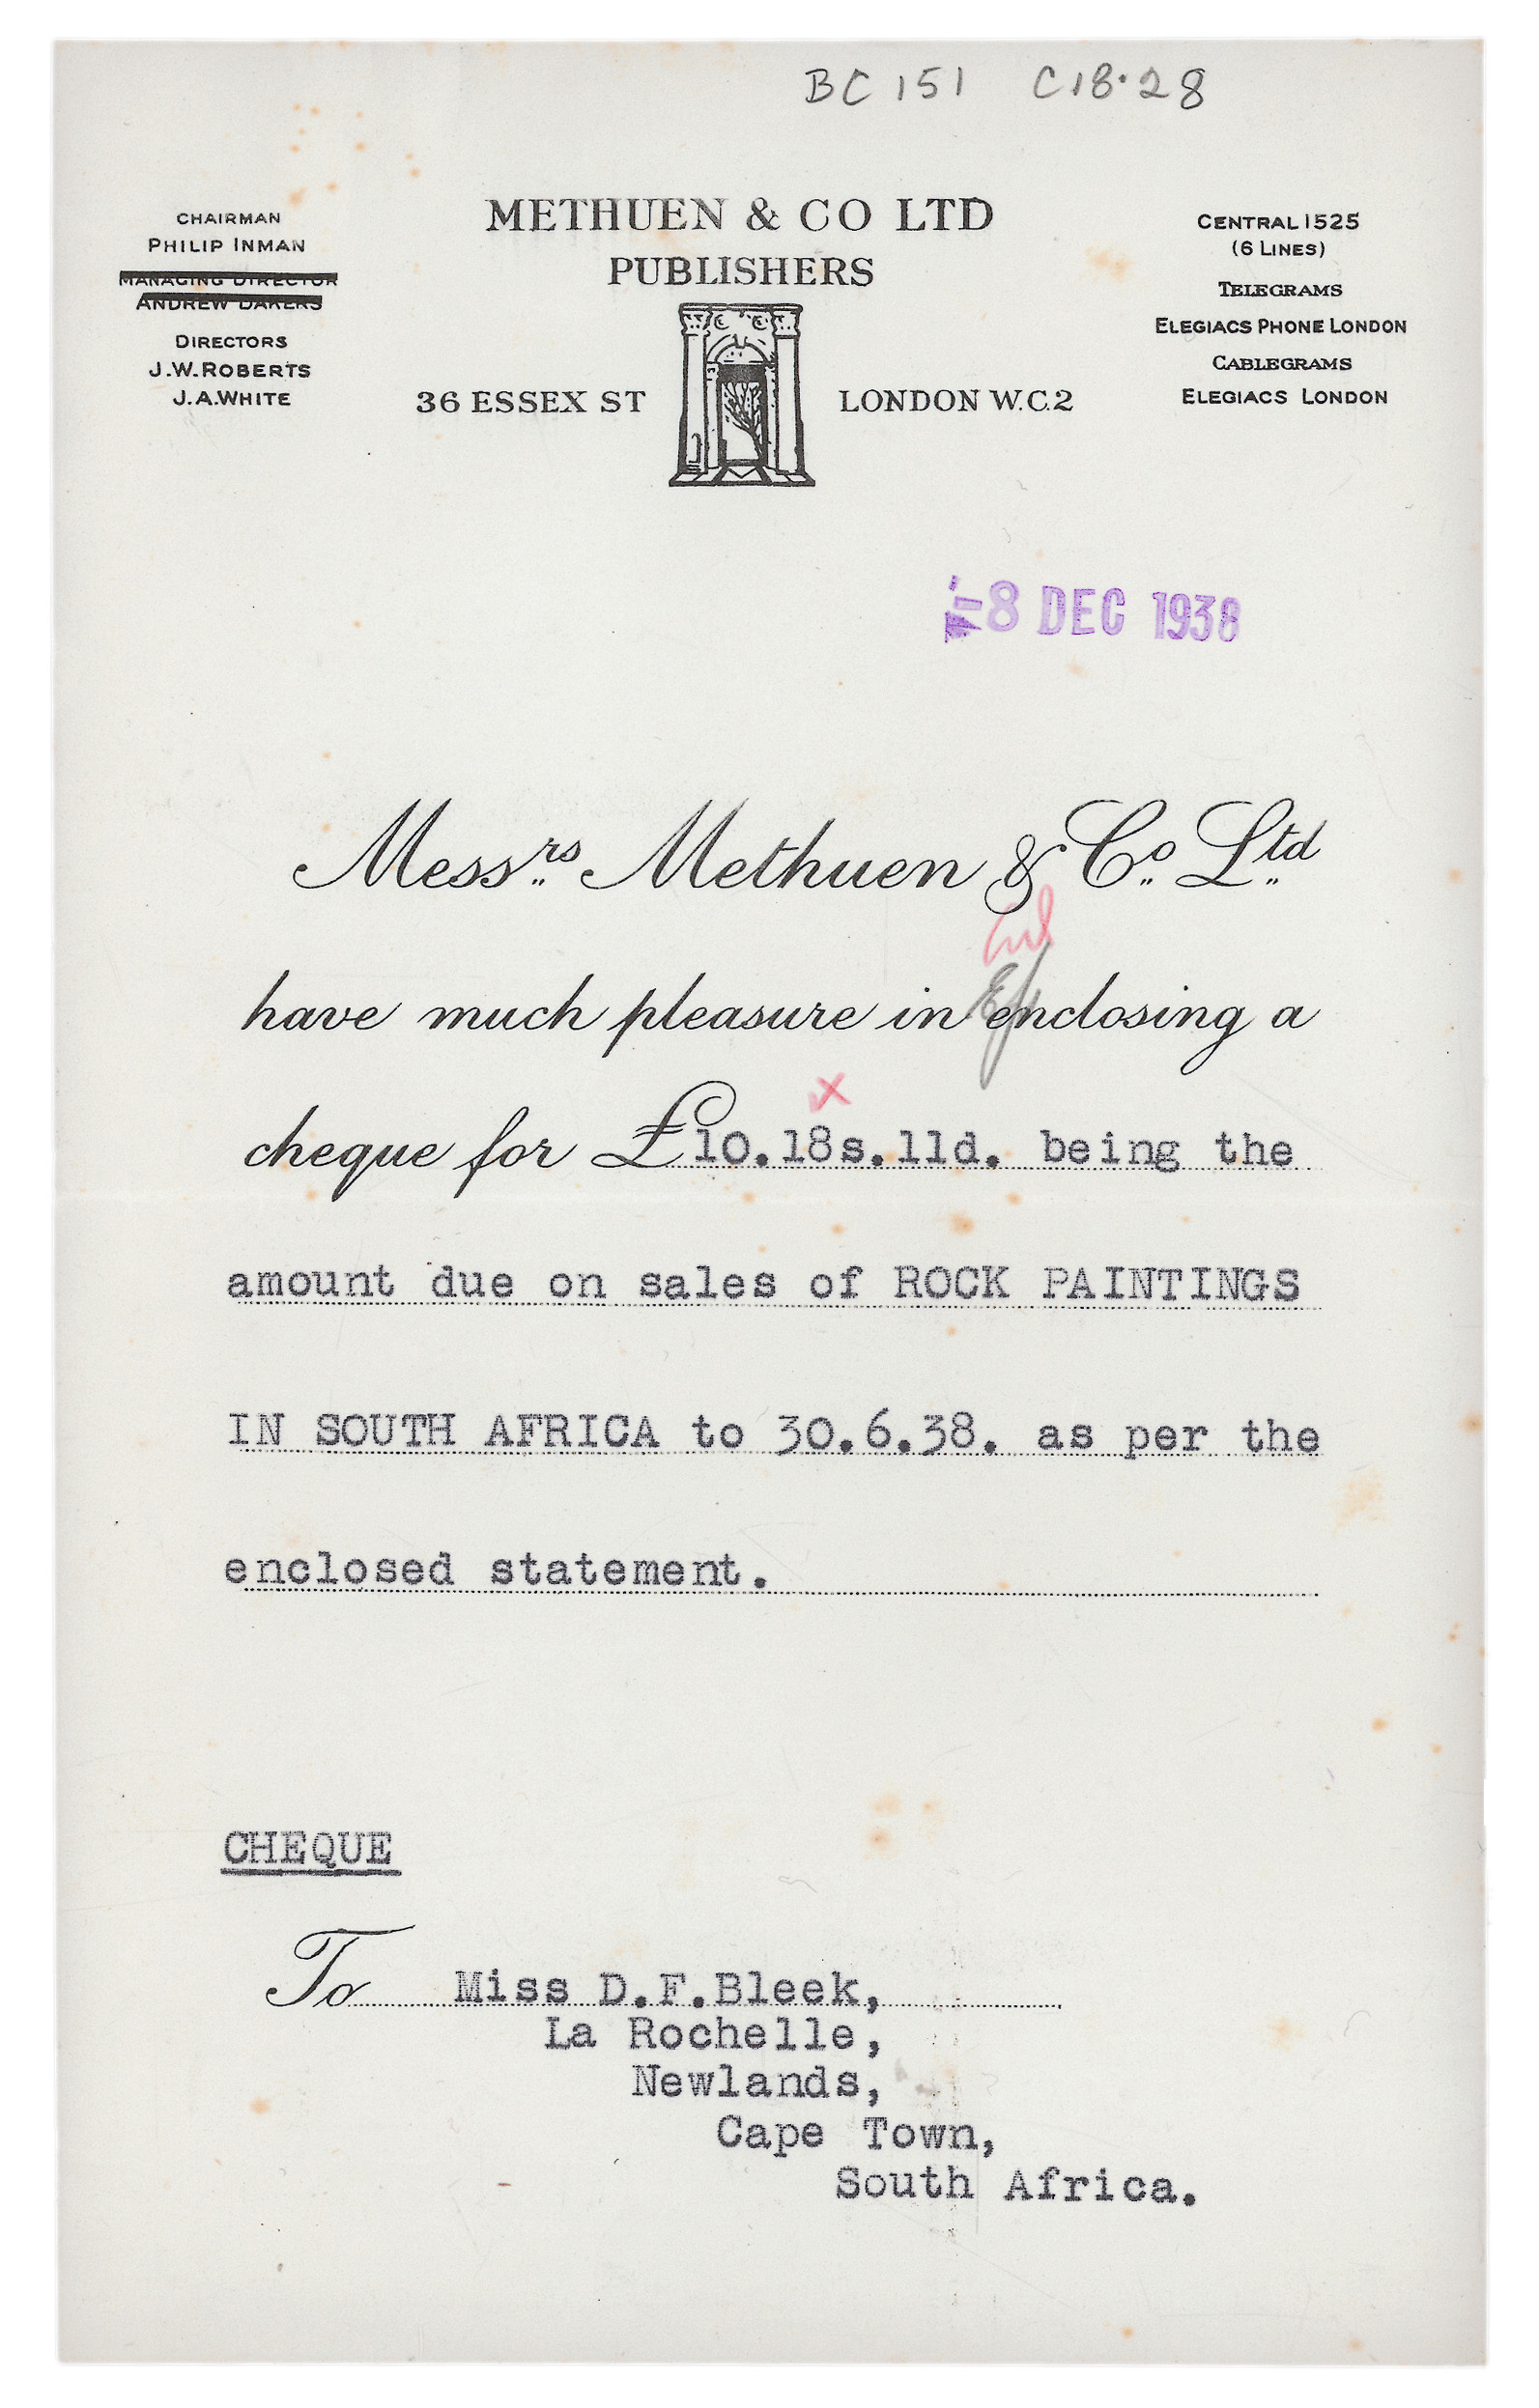 BC 151 C18.28
METHUEN & CO LTD
PUBLISHERS
36 ESSEX ST LONDON W.C.2
CHAIRMAN
PHILIP INMAN
MANAGING DIRECTOR
ANDREW DAKERS
DIRECTORS
J.W. ROBERTS
J.A. WHITE
CENTRAL 1525
(6 LINES)
TELEGRAMS
ELEGIACS PHONE LONDON
CABLEGRAMS
ELEGIACS LONDON
8 DEC 1938
Messrs Methuen & Co. Ltd
have much pleasure in enclosing a
x
cheque for £10.18s.11d. being the
amount due on sales of ROCK PAINTINGS
IN SOUTH AFRICA to 30.6.38. as per the
enclosed statement.
CHEQUE
To Miss D.F.Bleek,
La Rochelle,
Newlands,
Cape Town,
South Africa.